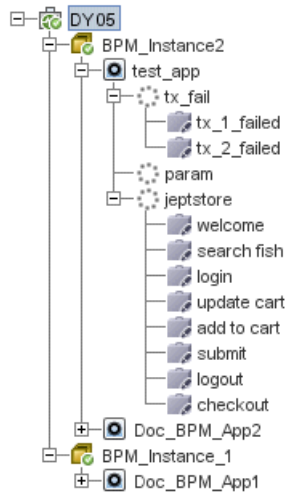 DY05
BPM_Instance2
test_app
tx_fail
tx_1_failed
tx_2_failed
param
jeptstore
welcome
search fish
login
update cart
add to cart
submit
logout
checkout
Doc_BPM_App2
BPM_Instance_1
Doc_BPM_App1